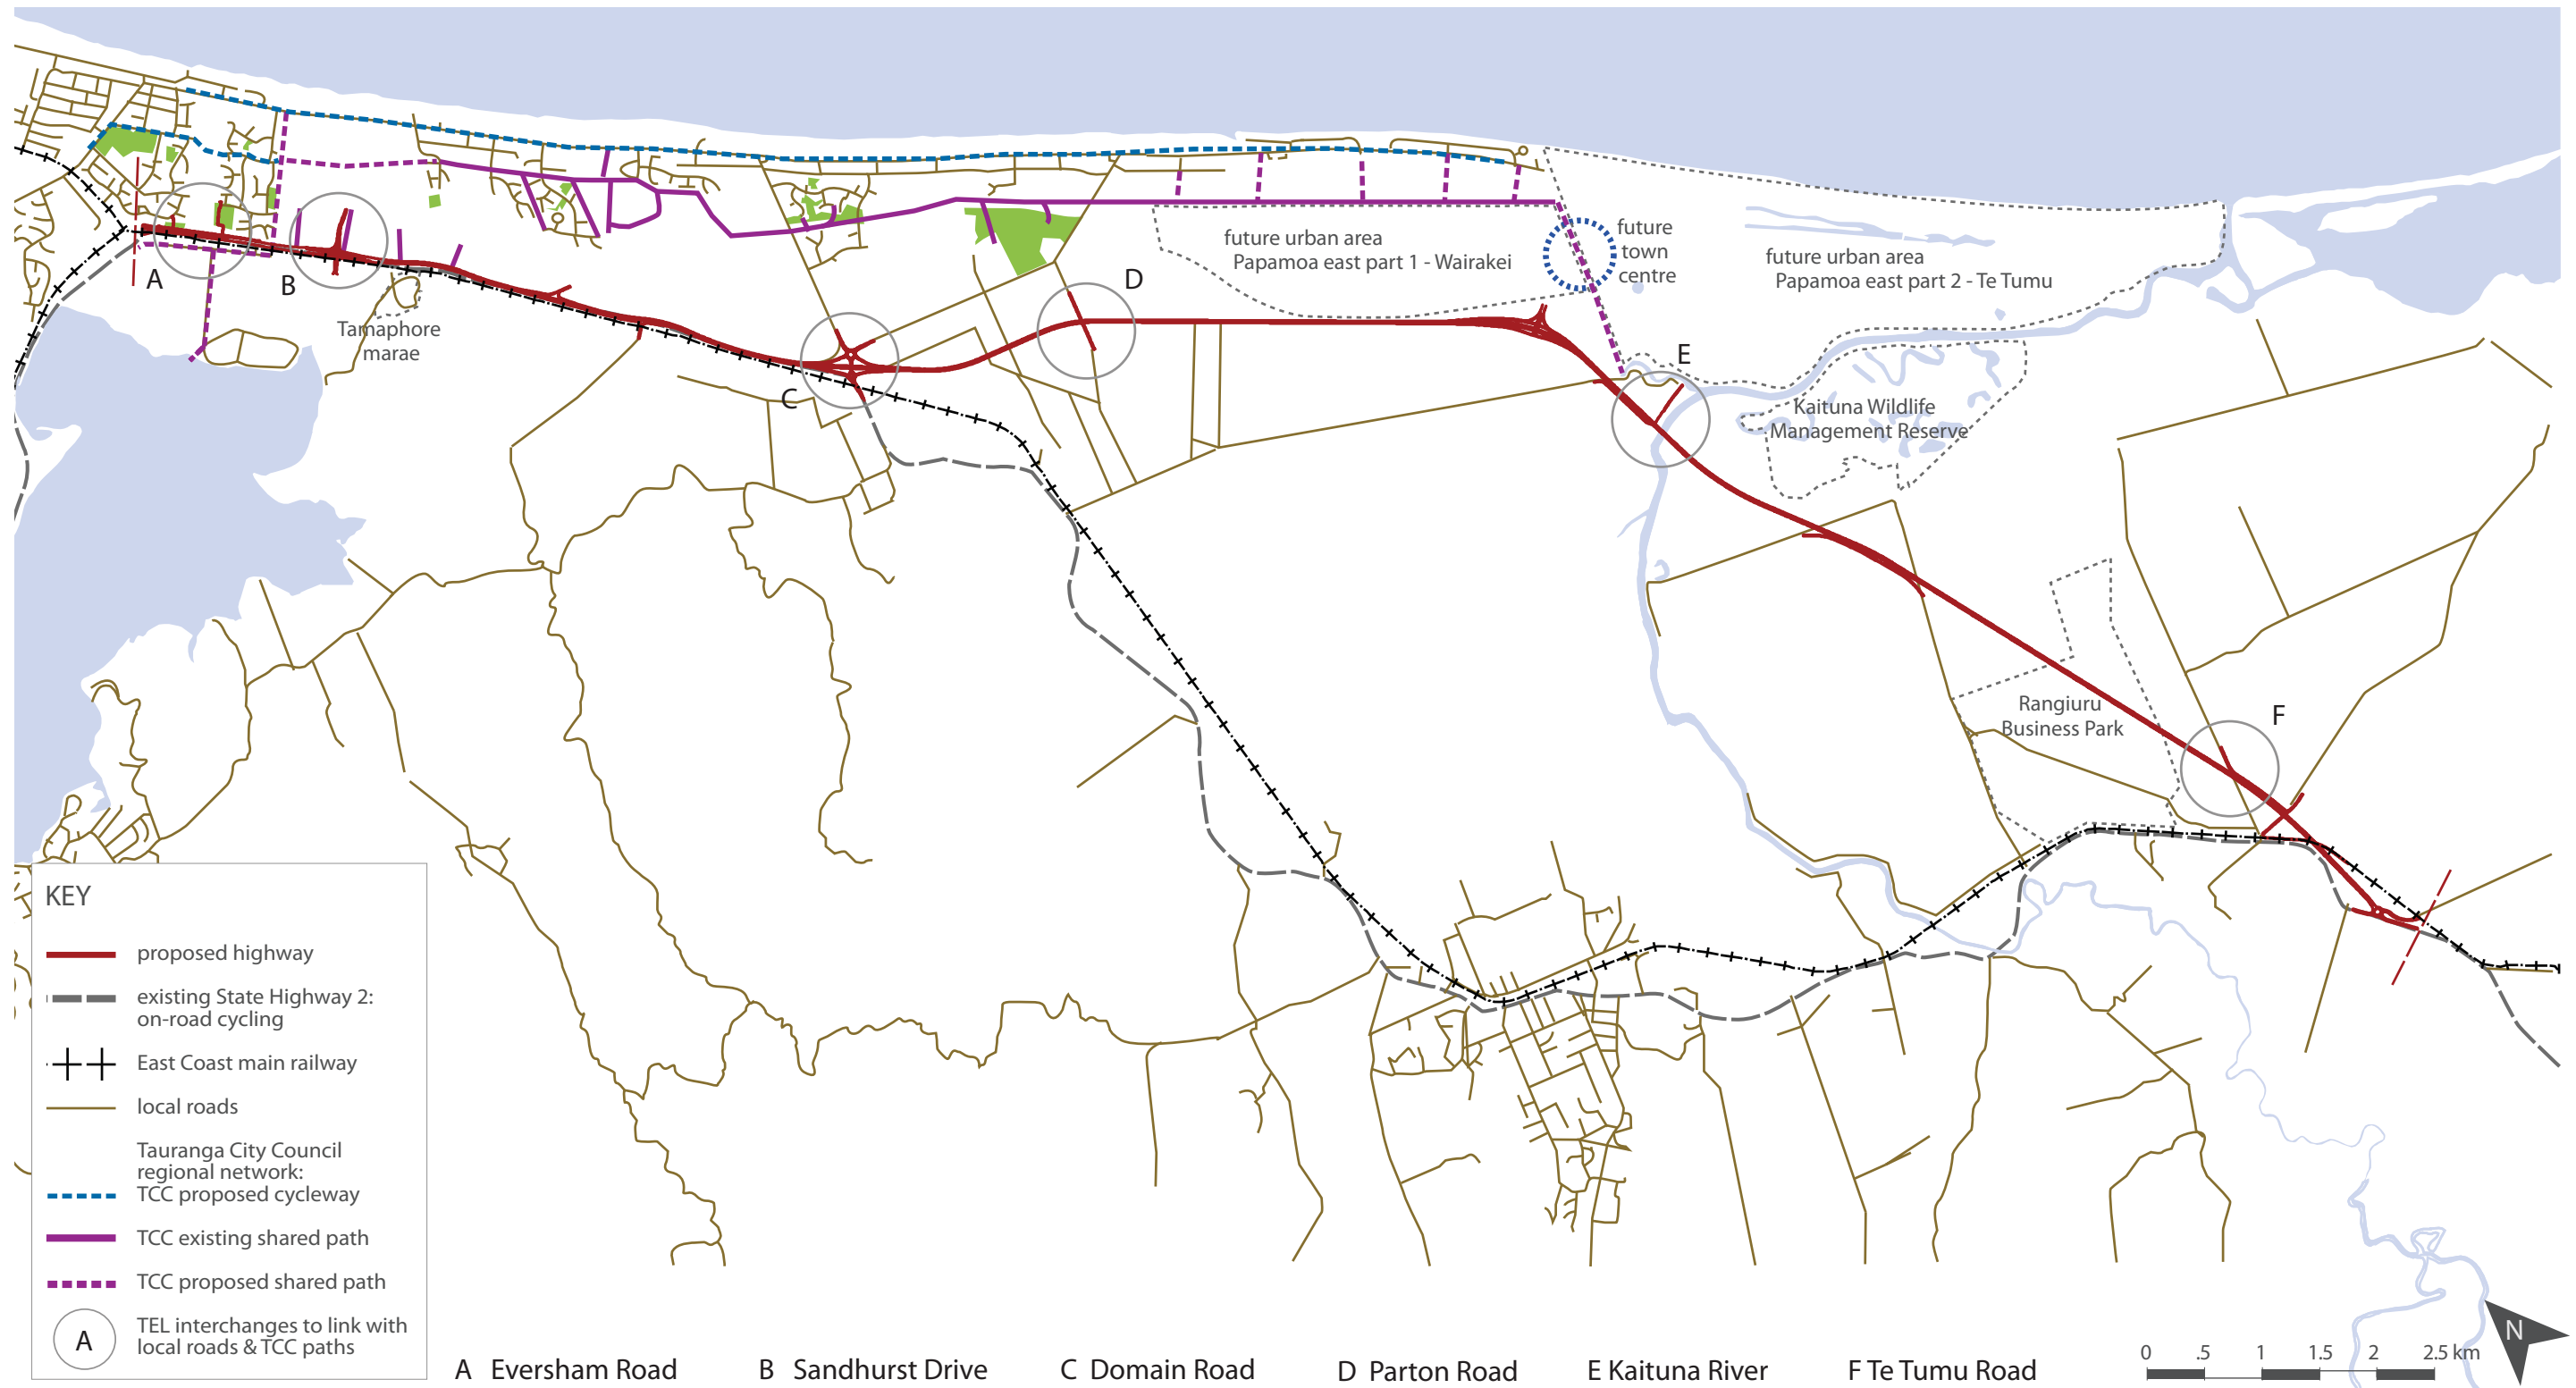 future urban area
Papamoa east part 1 - Wairakei
future
town
centre
future urban area
Papamoa east part 2 - Te Tumu
A
B
C
D
E
F
Tamaphore
marae
Kaituna Wildlife
Management Reserve
Rangiuru
Business Park
KEY
proposed highway
existing State Highway 2:
on-road cycling
East Coast main railway
local roads
Tauranga City Council
regional network:
TCC proposed cycleway
TCC existing shared path
TCC proposed shared path
A
TEL interchanges to link with
local roads & TCC paths
A Eversham Road
B Sandhurst Drive
C Domain Road
D Parton Road
E Kaituna River
F Te Tumu Road
0 .5 1 1.5 2 2.5 km
N